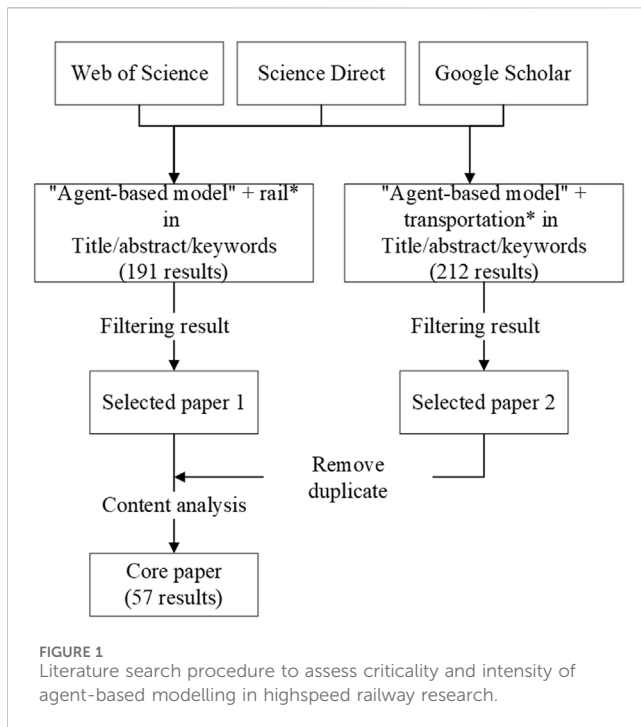 Web of Science
Science Direct
Google Scholar
"Agent-based model" + rail*
in
Title/abstract/keywords
(191 results)
"Agent-based model" +
transportation* in
Title/abstract/keywords
(212 results)
Filtering result
Filtering result
Selected paper 1
Selected paper 2
Remove
duplicate
Content analysis
Core paper
(57 results)
FIGURE 1
Literature search procedure to assess criticality and intensity of
agent-based modelling in highspeed railway research.